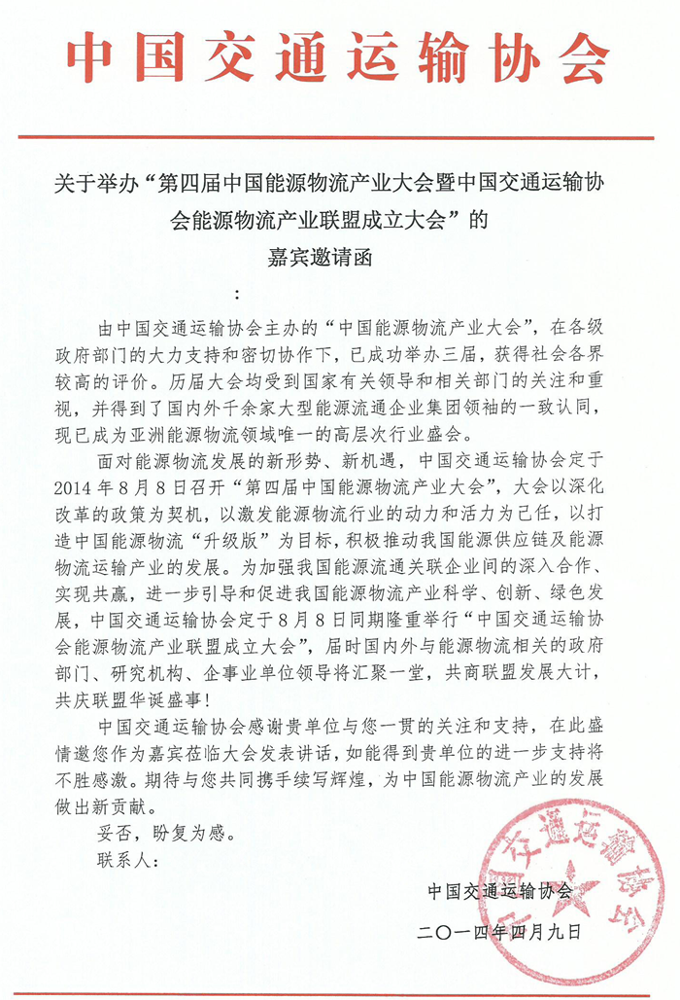 中国交通运输协会
关于举办“第四届中国能源物流产业大会暨中国交通运输协
会能源物流产业联盟成立大会”的
嘉宾邀请函
：
由中国交通运输协会主办的“中国能源物流产业大会”，在各级
政府部门的大力支持和密切协作下，已成功举办三届，获得社会各界
较高的评价。历届大会均受到国家有关领导和相关部门的关注和重
视，并得到了国内外千余家大型能源流通企业集团领袖的一致认同，
现已成为亚洲能源物流领域唯一的高层次行业盛会。
面对能源物流发展的新形势、新机遇，中国交通运输协会定于
2014年8月8日召开“第四届中国能源物流产业大会”，大会以深化
改革的政策为契机，以激发能源物流行业的动力和活力为己任，以打
造中国能源物流“升级版”为目标，积极推动我国能源供应链及能源
物流运输产业的发展。为加强我国能源流通关联企业间的深入合作、
实现共赢，进一步引导和促进我国能源物流产业科学、创新、绿色发
展，中国交通运输协会定于8月8日同期隆重举行“中国交通运输协
会能源物流产业联盟成立大会”，届时国内外与能源物流相关的政府
部门、研究机构、企事业单位领导将汇聚一堂，共商联盟发展大计，
共庆联盟华诞盛事！
中国交通运输协会感谢贵单位与您一贯的关注和支持，在此盛
情邀您作为嘉宾莅临大会发表讲话，如能得到贵单位的进一步支持将
不胜感激。期待与您共同携手续写辉煌，为中国能源物流产业的发展
做出新贡献。
妥否，盼复为感。
联系人：
中国交通运输协会
二〇一四年四月九日
中国交通运输协会